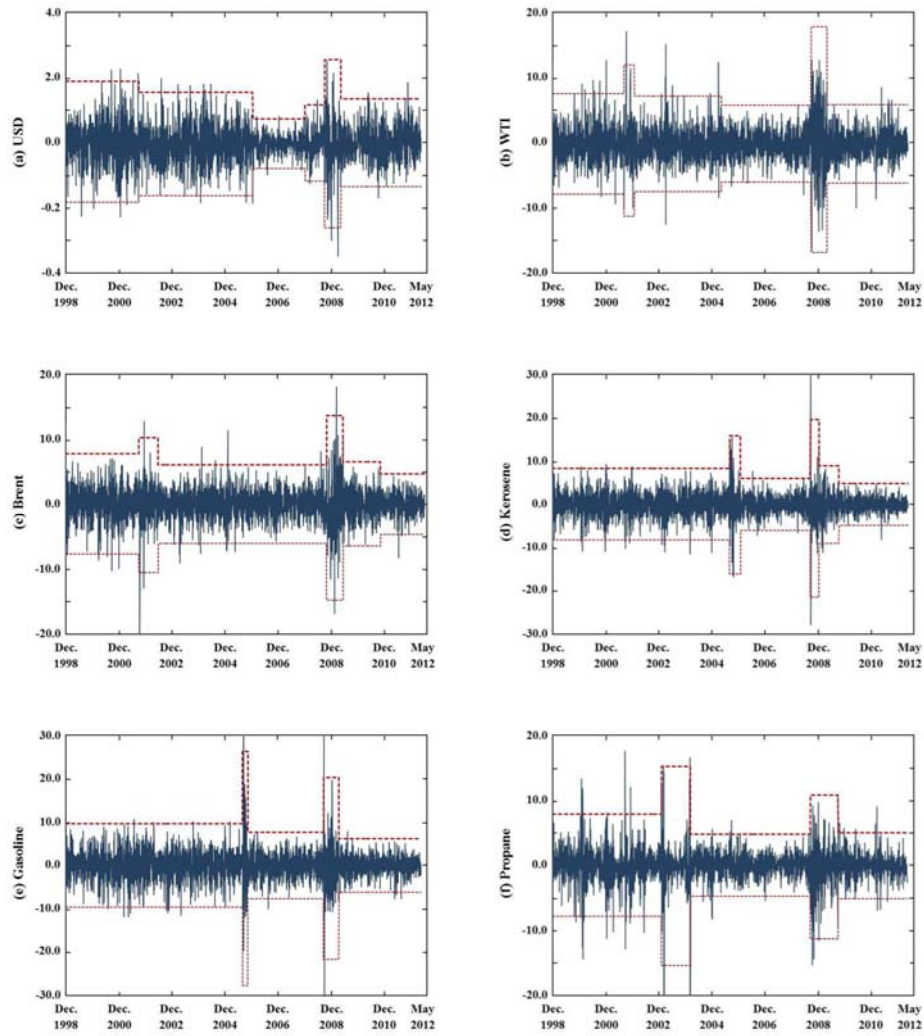 (a) USD
4.0
2.0
0.0
-0.2
-0.4
Dec. Dec. Dec. Dec. Dec. Dec. Dec. May
1998 2000 2002 2004 2006 2008 2010 2012
(b) WTI
20.0
10.0
0.0
-10.0
-20.0
Dec. Dec. Dec. Dec. Dec. Dec. Dec. May
1998 2000 2002 2004 2006 2008 2010 2012
(c) Brent
20.0
10.0
0.0
-10.0
-20.0
Dec. Dec. Dec. Dec. Dec. Dec. Dec. May
1998 2000 2002 2004 2006 2008 2010 2012
(d) Kerosene
30.0
20.0
10.0
0.0
-10.0
-20.0
-30.0
Dec. Dec. Dec. Dec. Dec. Dec. Dec. May
1998 2000 2002 2004 2006 2008 2010 2012
(e) Gasoline
30.0
20.0
10.0
0.0
-10.0
-20.0
-30.0
Dec. Dec. Dec. Dec. Dec. Dec. Dec. May
1998 2000 2002 2004 2006 2008 2010 2012
(f) Propane
20.0
10.0
0.0
-10.0
-20.0
Dec. Dec. Dec. Dec. Dec. Dec. Dec. May
1998 2000 2002 2004 2006 2008 2010 2012